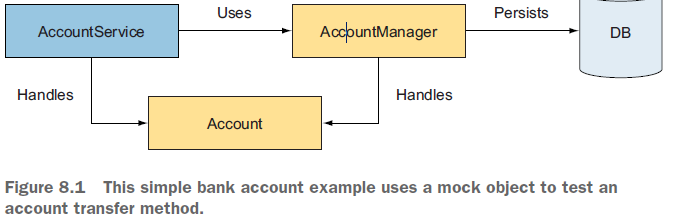 Uses
Persists
AccountService
AccountManager
DB
Handles
Handles
Account
Figure 8.1 This simple bank account example uses a mock object to test an
account transfer method.